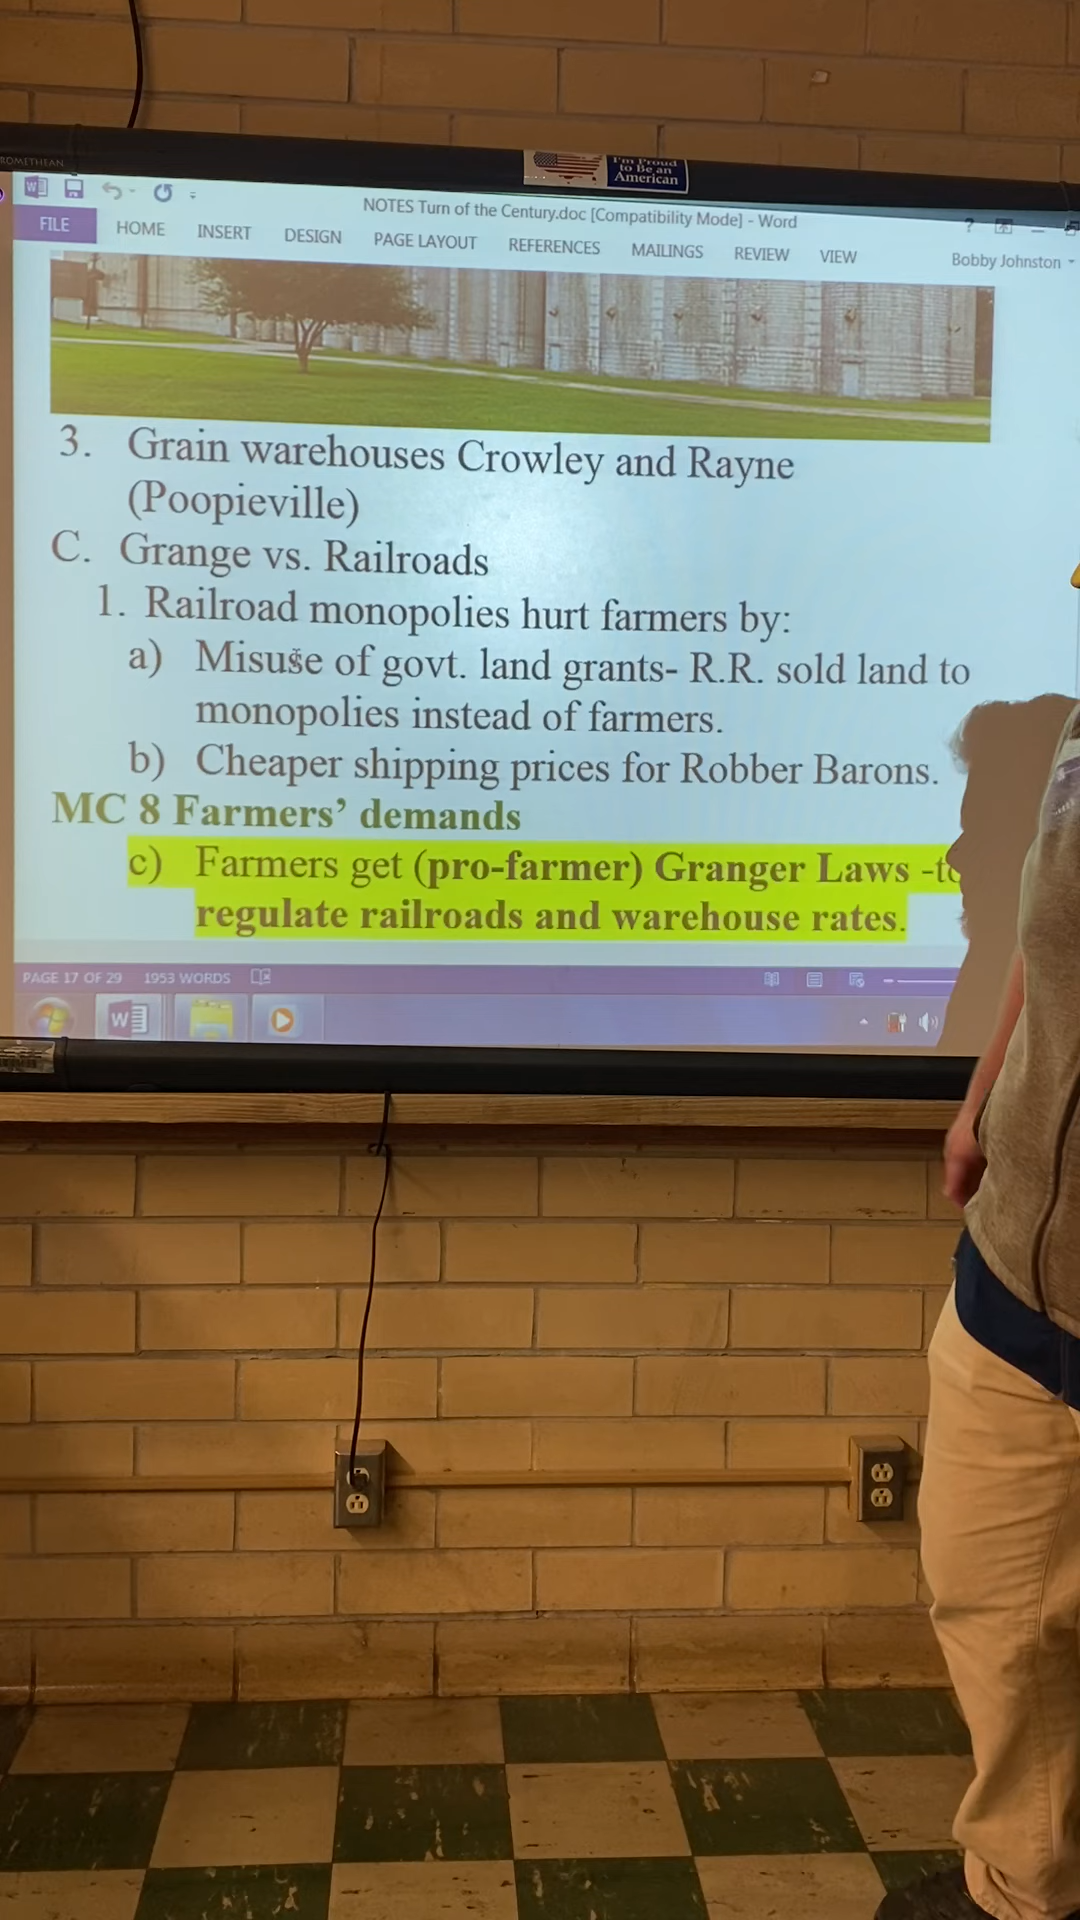 ROMETHEAN
I'm Proud
to Be an
American
NOTES Turn of the Century.doc [Compatibility Mode] - Word
FILE HOME INSERT DESIGN PAGE LAYOUT REFERENCES MAILINGS REVIEW VIEW Bobby Johnston
3. Grain warehouses Crowley and Rayne
(Poopieville)
C. Grange vs. Railroads
1. Railroad monopolies hurt farmers by:
a) Misuse of govt. land grants- R.R. sold land to
monopolies instead of farmers.
b) Cheaper shipping prices for Robber Barons.
MC 8 Farmers' demands
c) Farmers get (pro-farmer) Granger Laws -to
regulate railroads and warehouse rates.
PAGE 17 OF 29 1953 WORDS